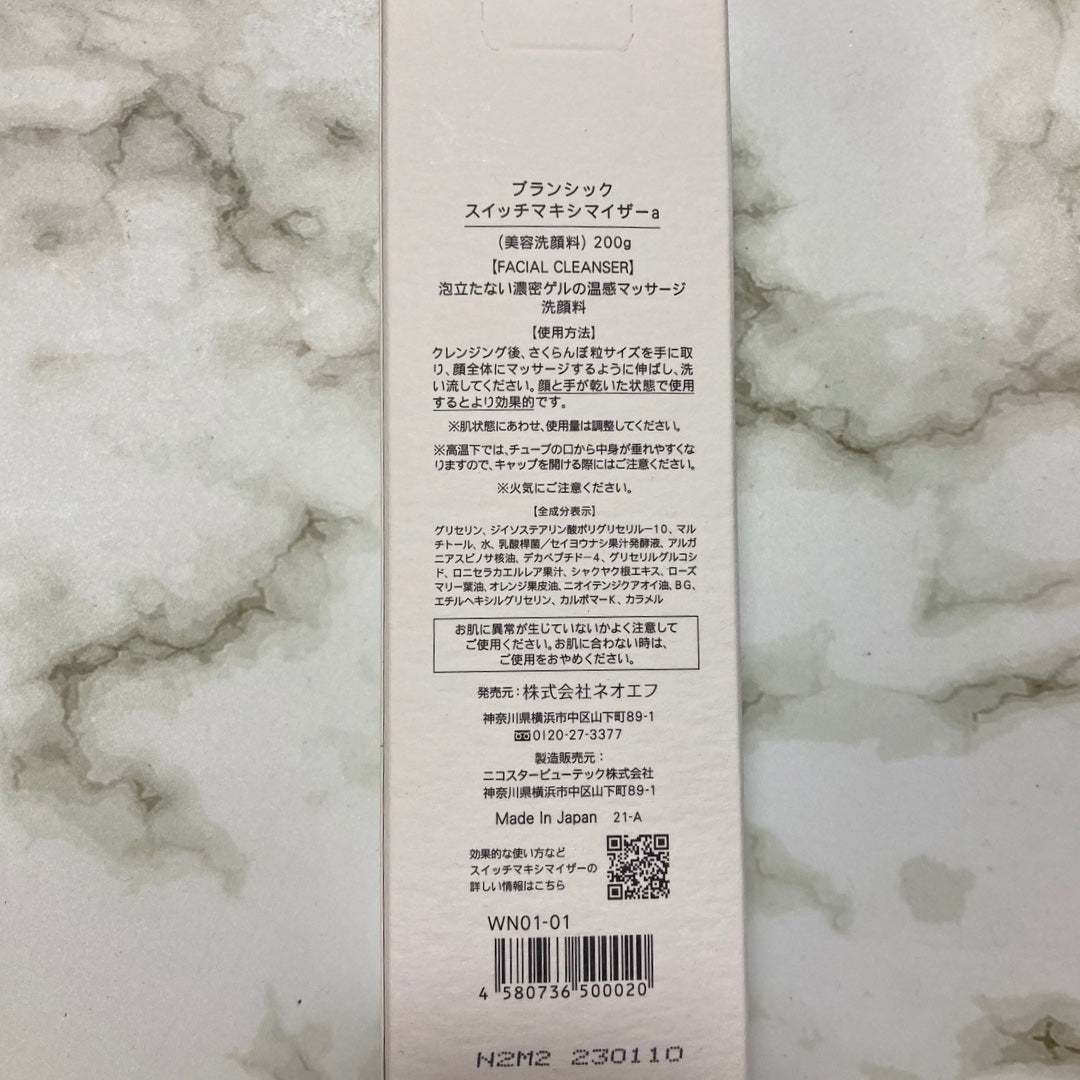 ブランシック
スイッチマキシマイザーa
(美容洗顔料) 200g
【FACIAL CLEANSER】
泡立たない濃密ゲルの温感マッサージ
洗顔料
【使用方法】
クレンジング後、さくらんぼ粒サイズを手に取
り、顔全体にマッサージするように伸ばし、洗
い流してください。顔と手が乾いた状態で使用
するとより効果的です。
※肌状態にあわせ、使用量は調整してください。
※高温下では、チューブの口から中身が垂れやすくな
りますので、キャップを開ける際にはご注意ください。
※火気にご注意ください。
【全成分表示】
グリセリン、ジイソステアリン酸ポリグリセリル－10、マル
チトール、水、乳酸桿菌／セイヨウナシ果汁発酵液、アルガ
ニアスピノサ核油、デカペプチド－4、グリセリルグルコシ
ド、ロニセラカエルレア果汁、シャクヤク根エキス、ローズ
マリー葉油、オレンジ果皮油、ニオイテンジクアオイ油、BG、
エチルヘキシルグリセリン、カルボマーK、カラメル
お肌に異常が生じていないかよく注意して
ご使用ください。お肌に合わない時は、
ご使用をおやめください。
発売元：株式会社ネオエフ
神奈川県横浜市中区山下町89-1
0120-27-3377
製造販売元：
ニコスタービューテック株式会社
神奈川県横浜市中区山下町89-1
Made In Japan 21-A
効果的な使い方など
スイッチマキシマイザーの
詳しい情報はこちら
WN01-01
4 580736 500020
N2M2 230110